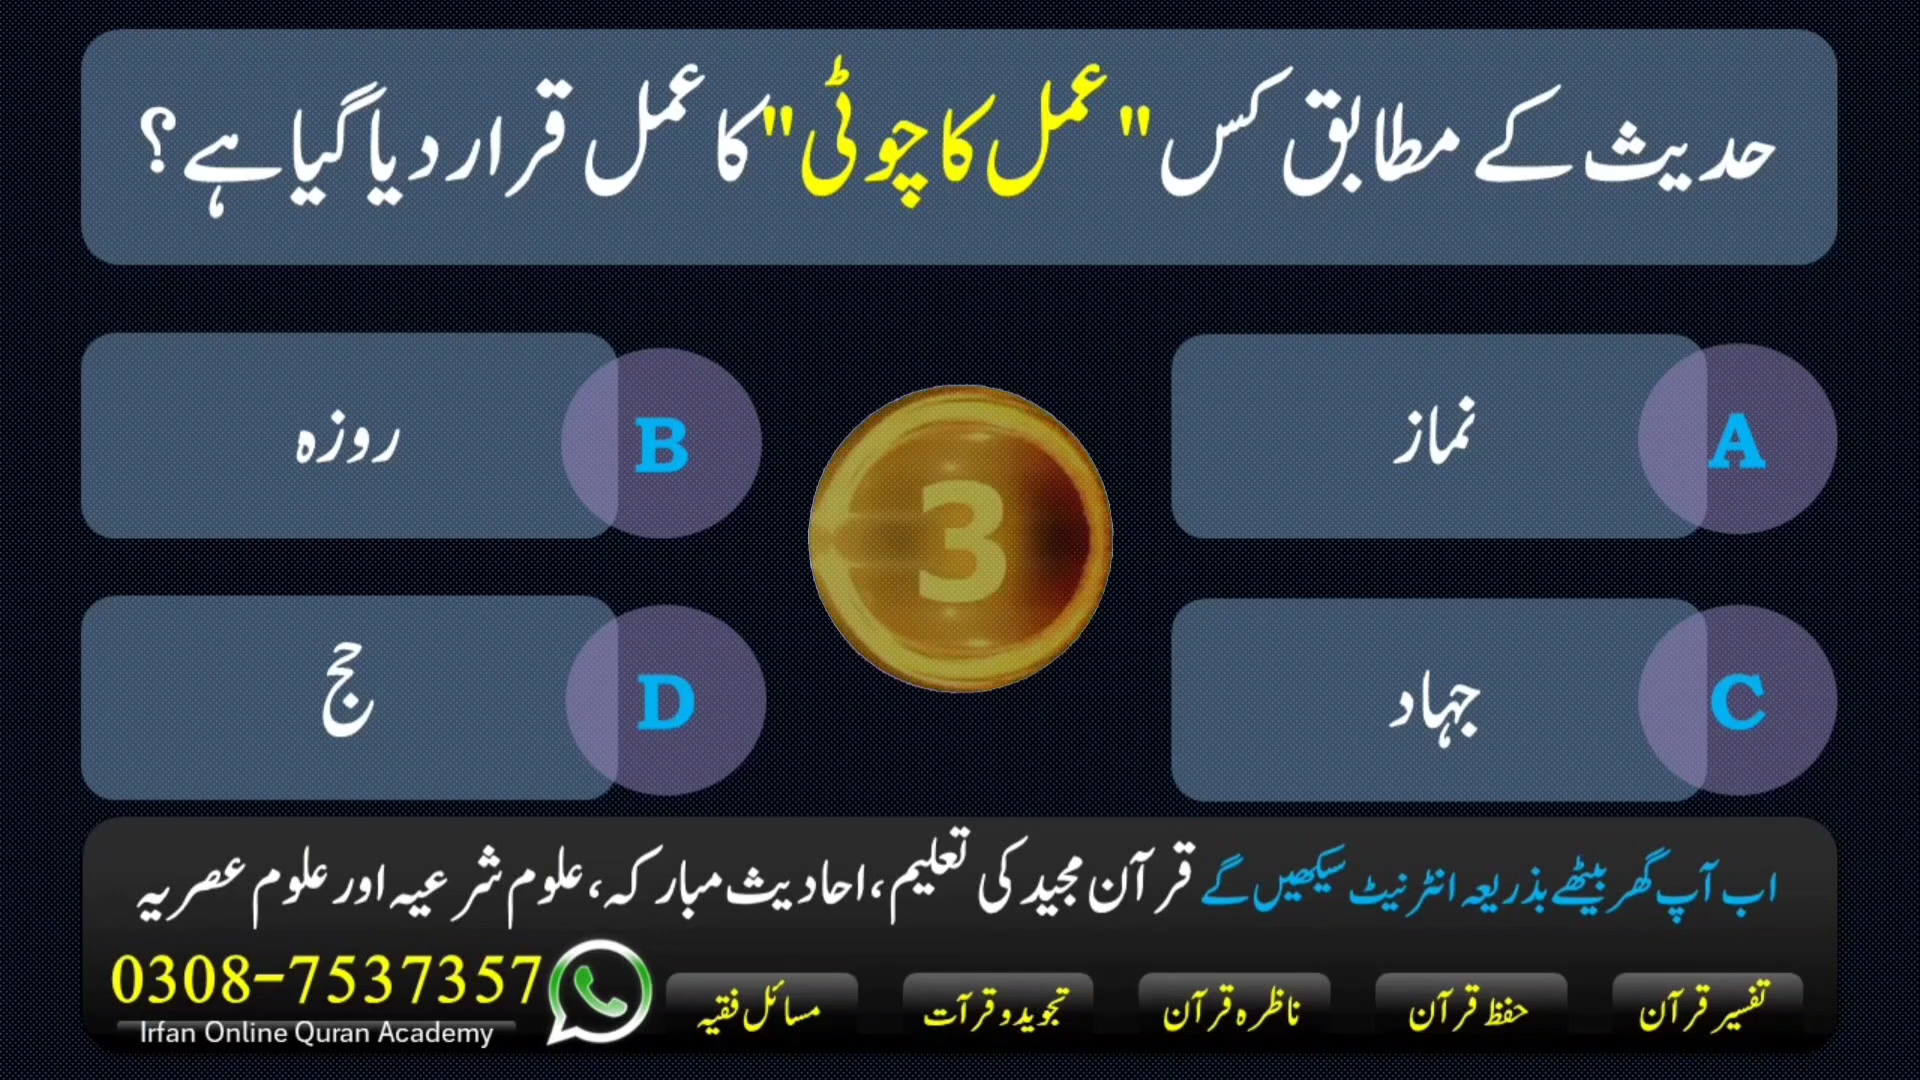 حدیث کے مطابق کس "عمل کا چوٹی" کا عمل قرار دیا گیا ہے؟
A نماز
B روزہ
3
C جہاد
D حج
اب آپ گھر بیٹھے بذریعہ انٹرنیٹ سیکھیں گے قرآن مجید کی تعلیم، احادیث مبارکہ، علوم شرعیہ اور علوم عصریہ
تفسیر قرآن
حفظ قرآن
ناظرہ قرآن
تجوید و قرآت
مسائل فقیہ
0308-7537357
Irfan Online Quran Academy